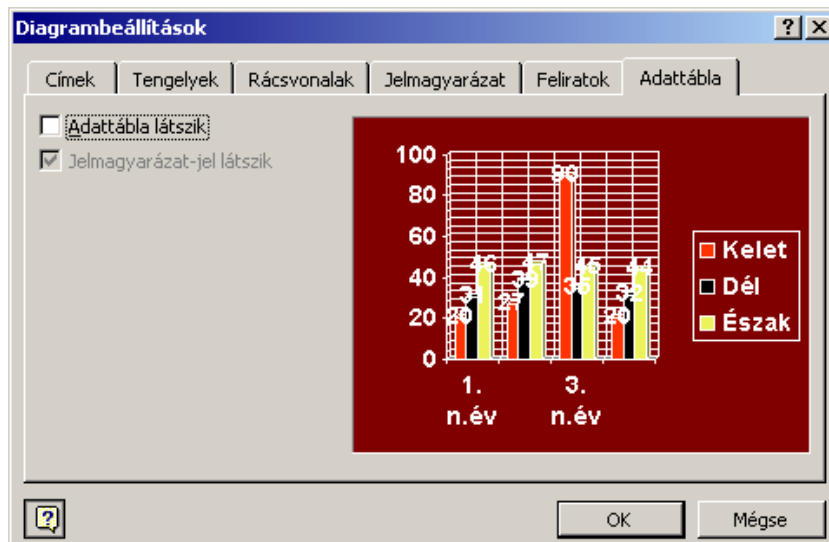 Diagrambeállítások
Címek Tengelyek Rácsvonalak Jelmagyarázat Feliratok Adattábla
Adattábla látszik
Jelmagyarázat-jel látszik
100
80
60
40
20
0
20 31 46
27 39 47
90 36 45
20 32 44
1. n.év
3. n.év
Kelet
Dél
Észak
OK Mégse